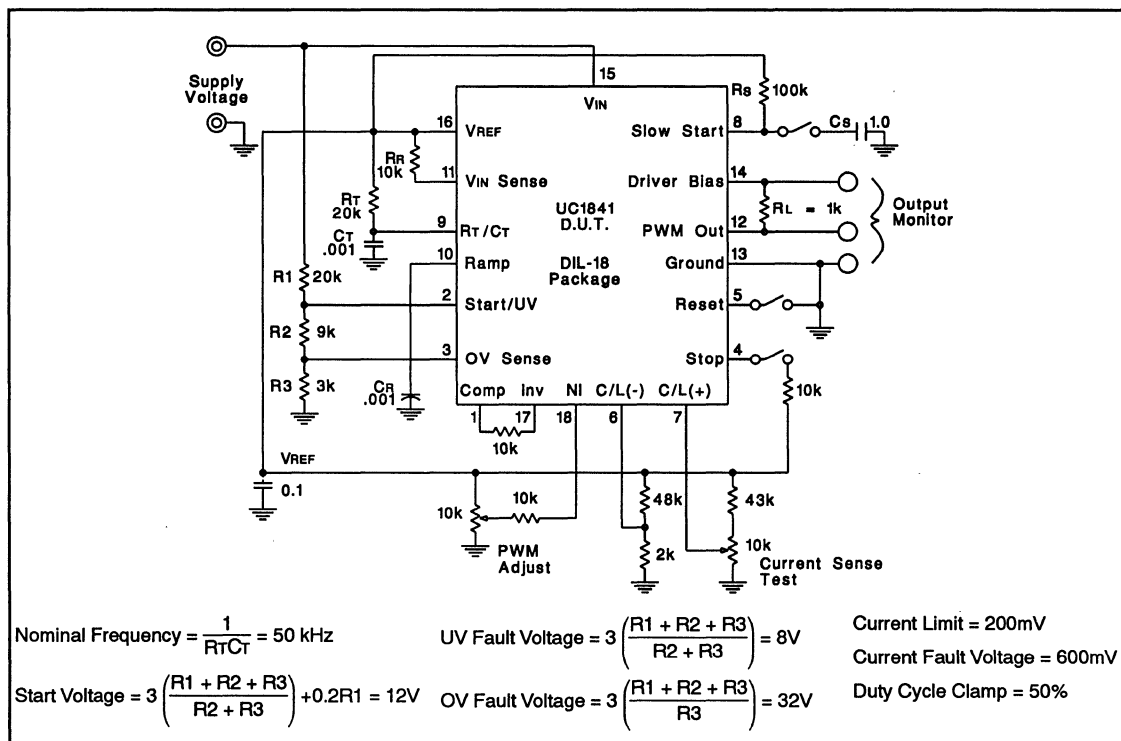 Supply
Voltage
15
VIN
RS
100k
16
VREF
Slow Start
8
CS
1.0
RR
10k
11
VIN Sense
Driver Bias
14
RT
20k
UC1841
D.U.T.
RL = 1k
Output
Monitor
9
RT/CT
PWM Out
12
CT
.001
10
Ramp
DIL-18
Package
Ground
13
R1
20k
2
Start/UV
Reset
5
R2
9k
3
OV Sense
Stop
4
R3
3k
CR
.001
10k
Comp
Inv
NI
C/L(-)
C/L(+)
1
17
18
6
7
10k
VREF
0.1
10k
10k
48k
43k
PWM
Adjust
2k
10k
Current Sense
Test
Nominal Frequency = 1 / RTCT = 50 kHz
UV Fault Voltage = 3 (R1 + R2 + R3 / R2 + R3) = 8V
Current Limit = 200mV
Current Fault Voltage = 600mV
Start Voltage = 3 (R1 + R2 + R3 / R2 + R3) +0.2R1 = 12V
OV Fault Voltage = 3 (R1 + R2 + R3 / R3) = 32V
Duty Cycle Clamp = 50%